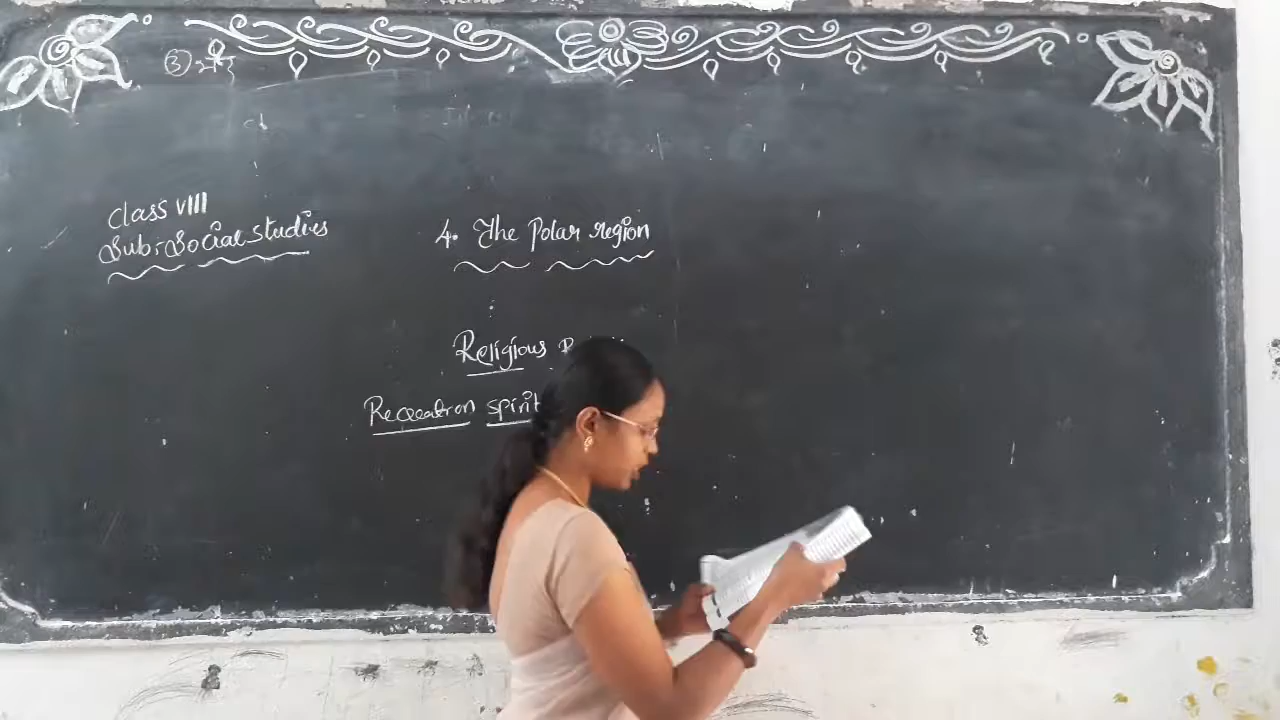 Class VIII
Sub: Social studies
4. The Polar region
Religious
Recreation spirit